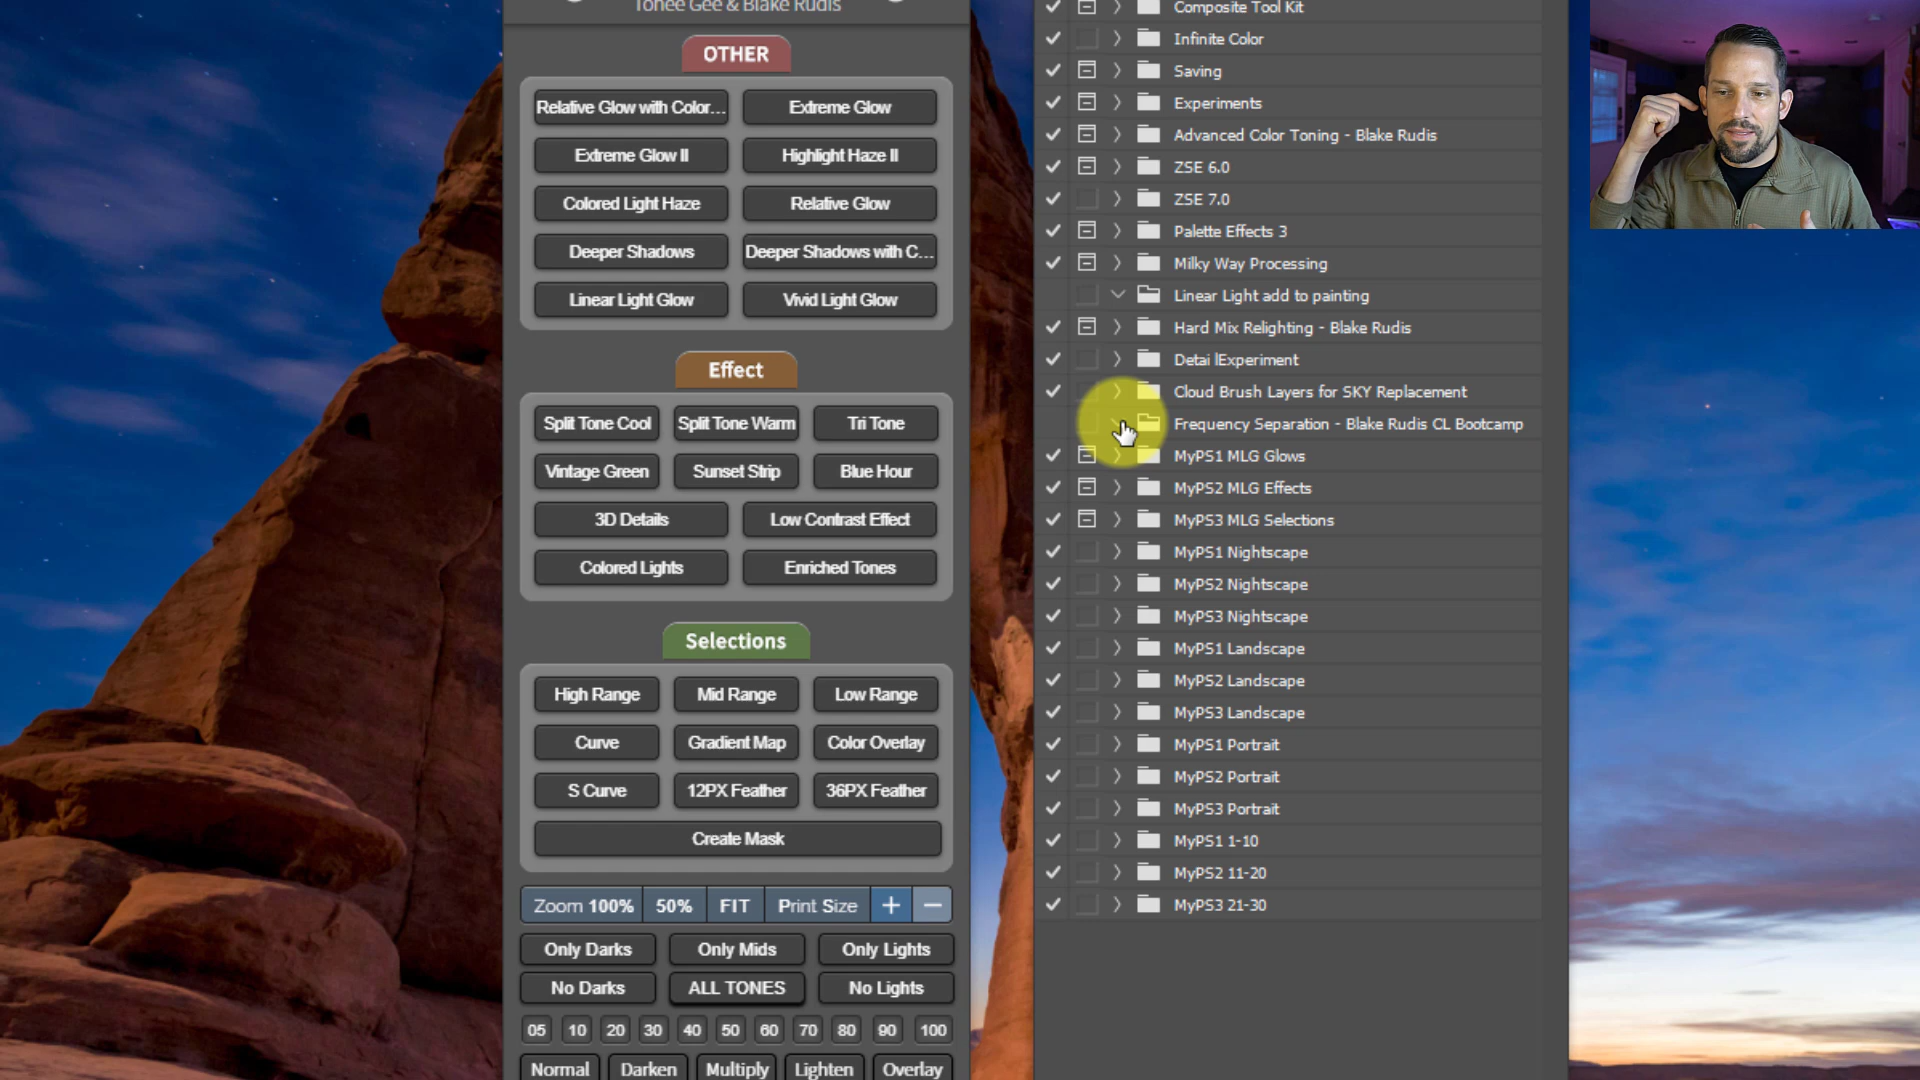 Tonee Gee & Blake Rudis
OTHER
Relative Glow with Color...
Extreme Glow
Extreme Glow II
Highlight Haze II
Colored Light Haze
Relative Glow
Deeper Shadows
Deeper Shadows with C...
Linear Light Glow
Vivid Light Glow
Effect
Split Tone Cool
Split Tone Warm
Tri Tone
Vintage Green
Sunset Strip
Blue Hour
3D Details
Low Contrast Effect
Colored Lights
Enriched Tones
Selections
High Range
Mid Range
Low Range
Curve
Gradient Map
Color Overlay
S Curve
12PX Feather
36PX Feather
Create Mask
Zoom 100%
50%
FIT
Print Size
+
−
Only Darks
Only Mids
Only Lights
No Darks
ALL TONES
No Lights
05
10
20
30
40
50
60
70
80
90
100
Normal
Darken
Multiply
Lighten
Overlay
Composite Tool Kit
Infinite Color
Saving
Experiments
Advanced Color Toning - Blake Rudis
ZSE 6.0
ZSE 7.0
Palette Effects 3
Milky Way Processing
Linear Light add to painting
Hard Mix Relighting - Blake Rudis
Detai lExperiment
Cloud Brush Layers for SKY Replacement
Frequency Separation - Blake Rudis CL Bootcamp
MyPS1 MLG Glows
MyPS2 MLG Effects
MyPS3 MLG Selections
MyPS1 Nightscape
MyPS2 Nightscape
MyPS3 Nightscape
MyPS1 Landscape
MyPS2 Landscape
MyPS3 Landscape
MyPS1 Portrait
MyPS2 Portrait
MyPS3 Portrait
MyPS1 1-10
MyPS2 11-20
MyPS3 21-30